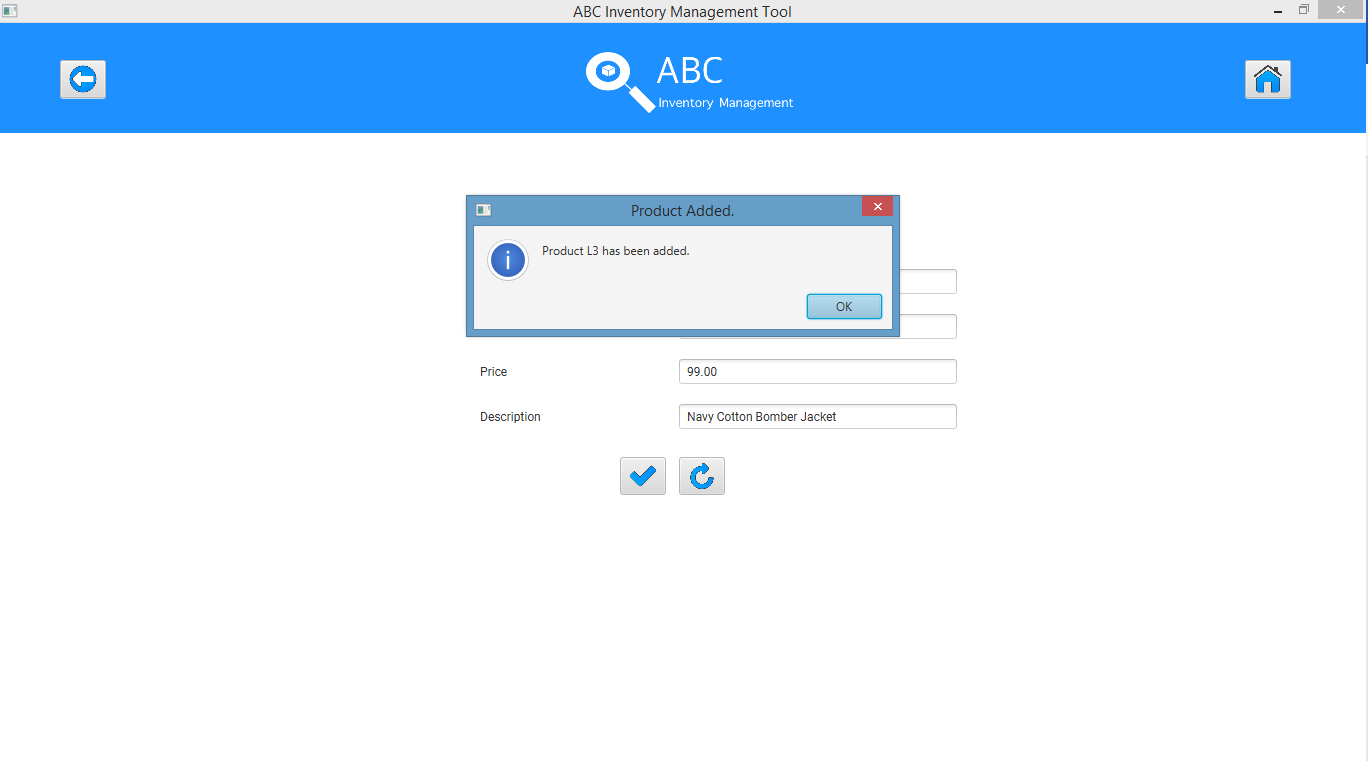 ABC Inventory Management Tool
ABC
Inventory Management
Product Added.
Product L3 has been added.
OK
Price
99.00
Description
Navy Cotton Bomber Jacket